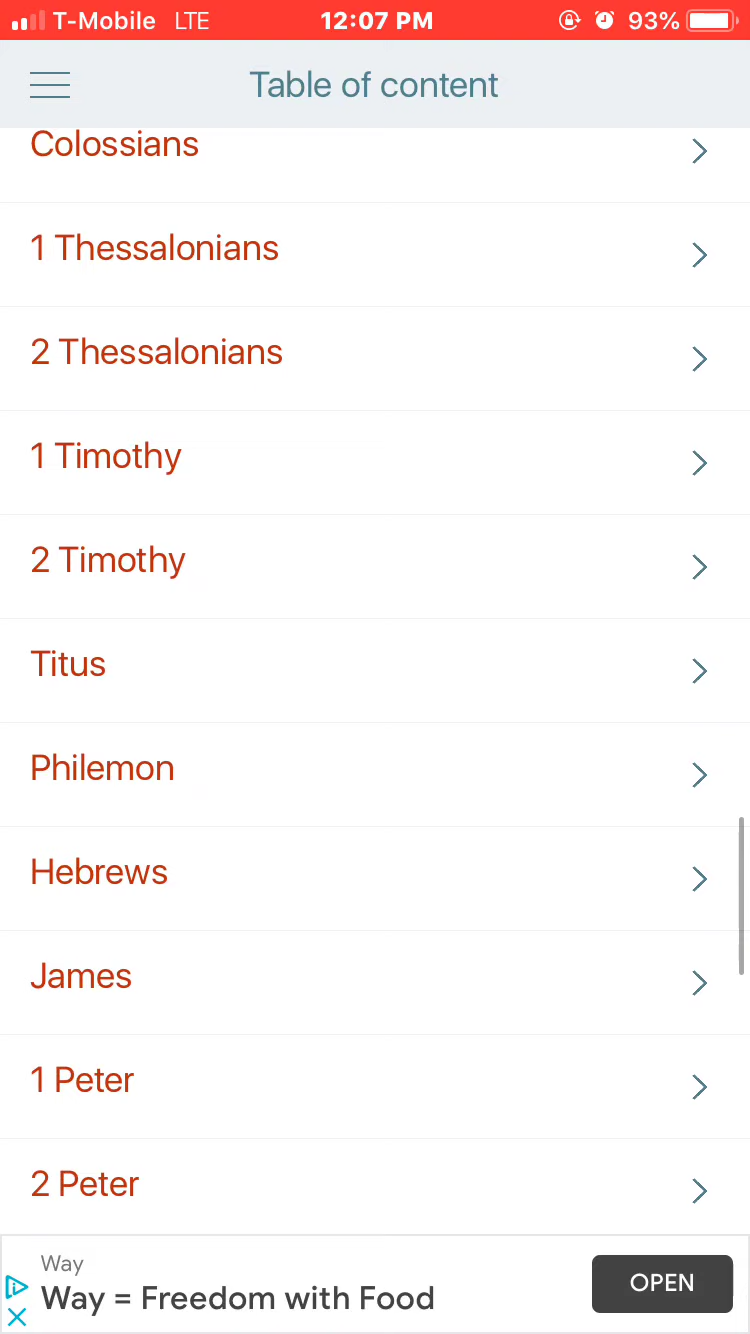 T-Mobile LTE 12:07 PM 93%
Table of content
Colossians
1 Thessalonians
2 Thessalonians
1 Timothy
2 Timothy
Titus
Philemon
Hebrews
James
1 Peter
2 Peter
Way
Way = Freedom with Food
OPEN